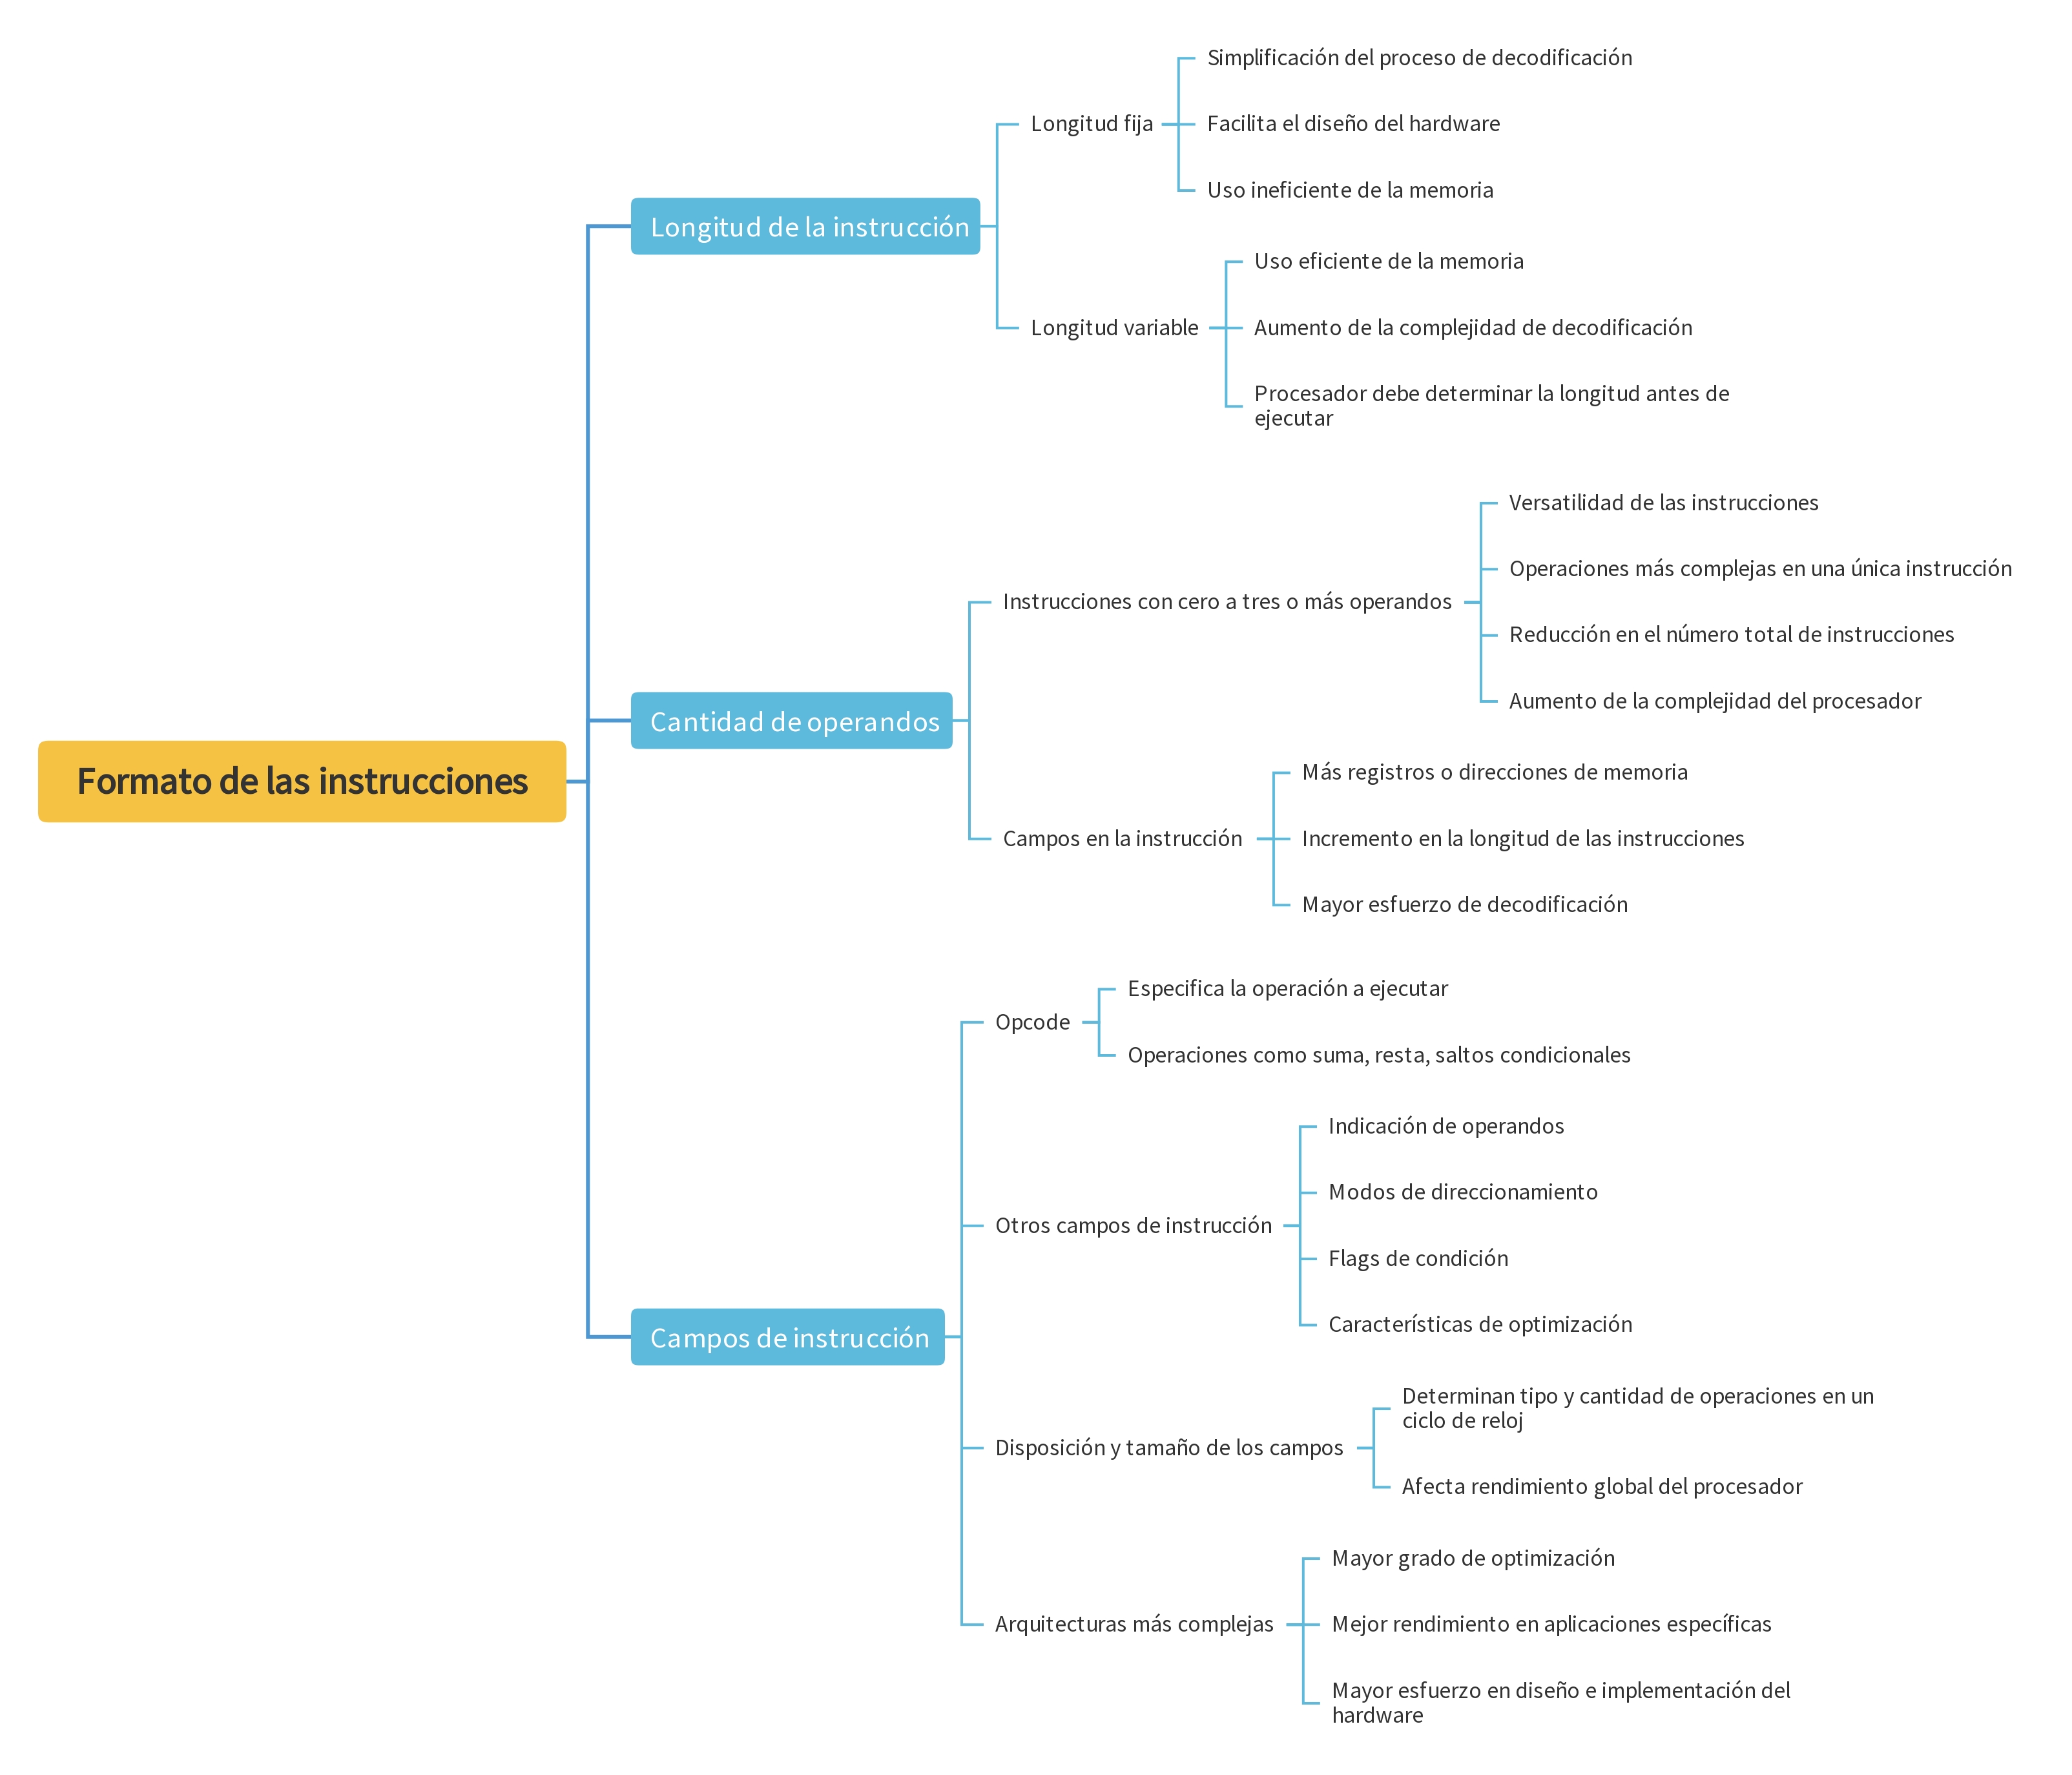 Formato de las instrucciones
Longitud de la instrucción
Longitud fija
Simplificación del proceso de decodificación
Facilita el diseño del hardware
Uso ineficiente de la memoria
Longitud variable
Uso eficiente de la memoria
Aumento de la complejidad de decodificación
Procesador debe determinar la longitud antes de
ejecutar
Cantidad de operandos
Instrucciones con cero a tres o más operandos
Versatilidad de las instrucciones
Operaciones más complejas en una única instrucción
Reducción en el número total de instrucciones
Aumento de la complejidad del procesador
Campos en la instrucción
Más registros o direcciones de memoria
Incremento en la longitud de las instrucciones
Mayor esfuerzo de decodificación
Campos de instrucción
Opcode
Especifica la operación a ejecutar
Operaciones como suma, resta, saltos condicionales
Otros campos de instrucción
Indicación de operandos
Modos de direccionamiento
Flags de condición
Características de optimización
Disposición y tamaño de los campos
Determinan tipo y cantidad de operaciones en un
ciclo de reloj
Afecta rendimiento global del procesador
Arquitecturas más complejas
Mayor grado de optimización
Mejor rendimiento en aplicaciones específicas
Mayor esfuerzo en diseño e implementación del
hardware